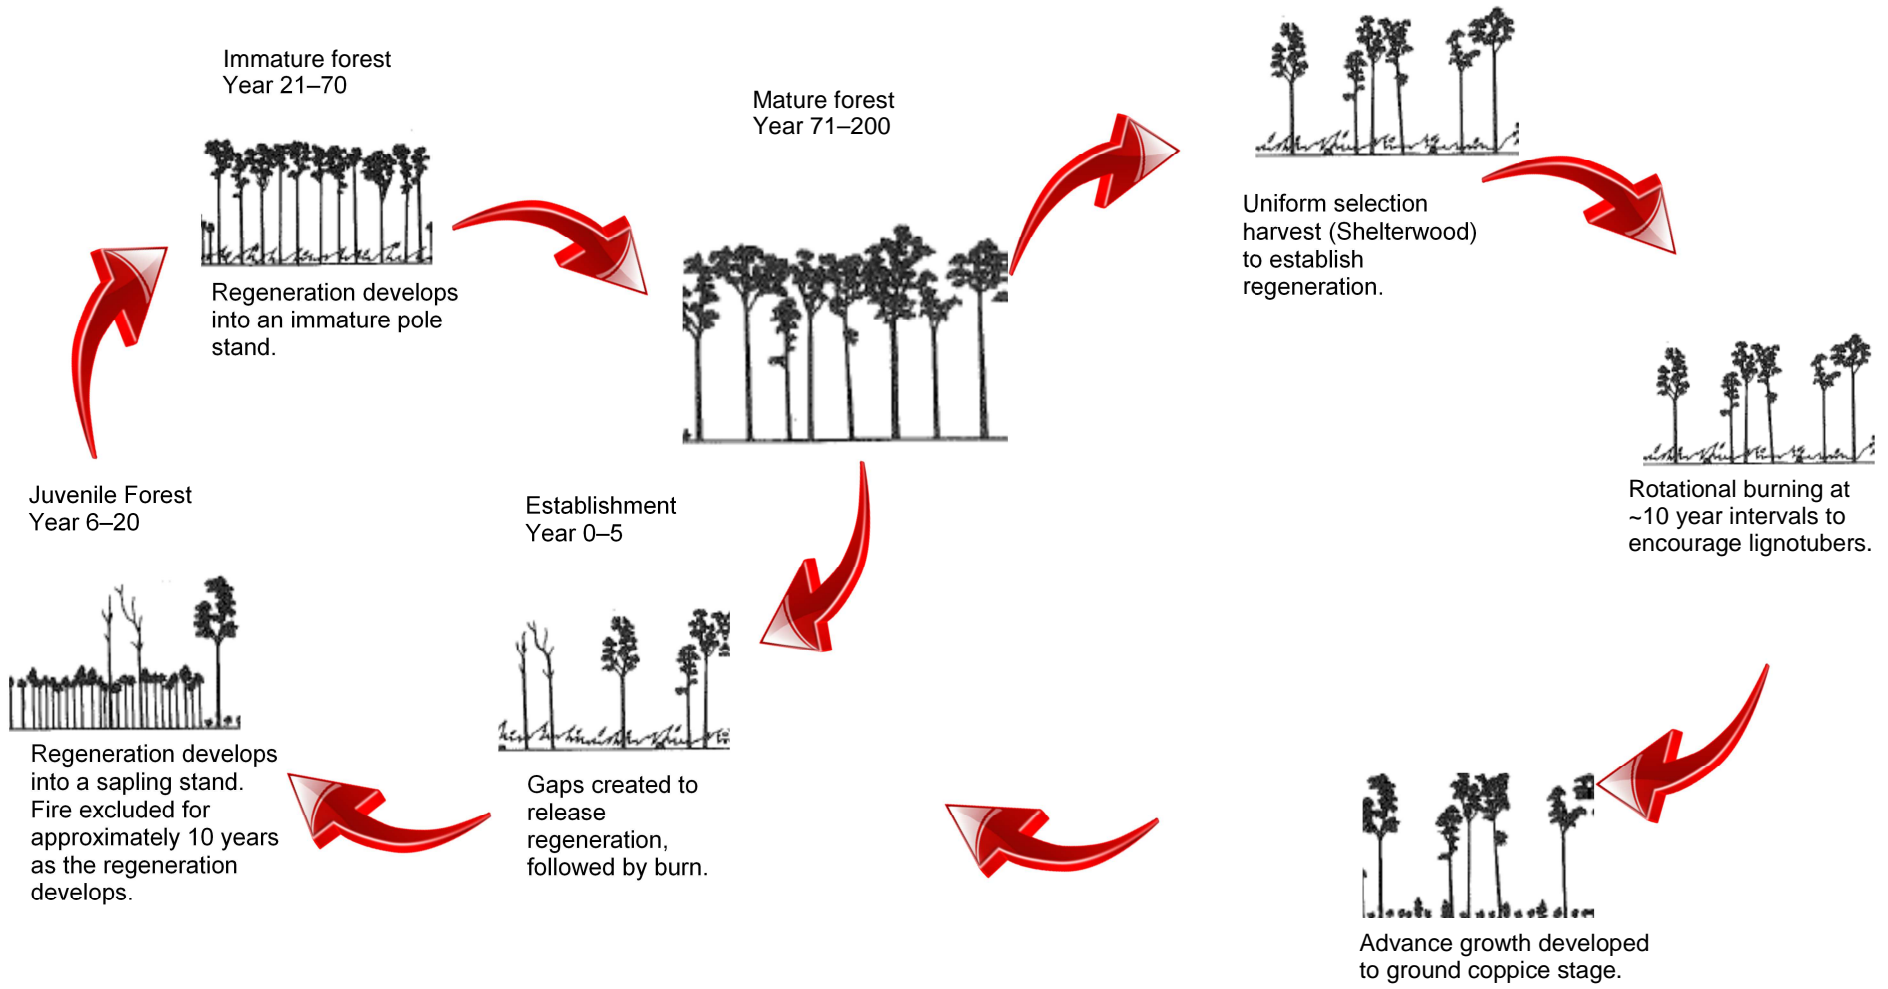 Immature forest
Year 21–70
Regeneration develops
into an immature pole
stand.
Mature forest
Year 71–200
Uniform selection
harvest (Shelterwood)
to establish
regeneration.
Rotational burning at
~10 year intervals to
encourage lignotubers.
Advance growth developed
to ground coppice stage.
Establishment
Year 0–5
Gaps created to
release
regeneration,
followed by burn.
Juvenile Forest
Year 6–20
Regeneration develops
into a sapling stand.
Fire excluded for
approximately 10 years
as the regeneration
develops.